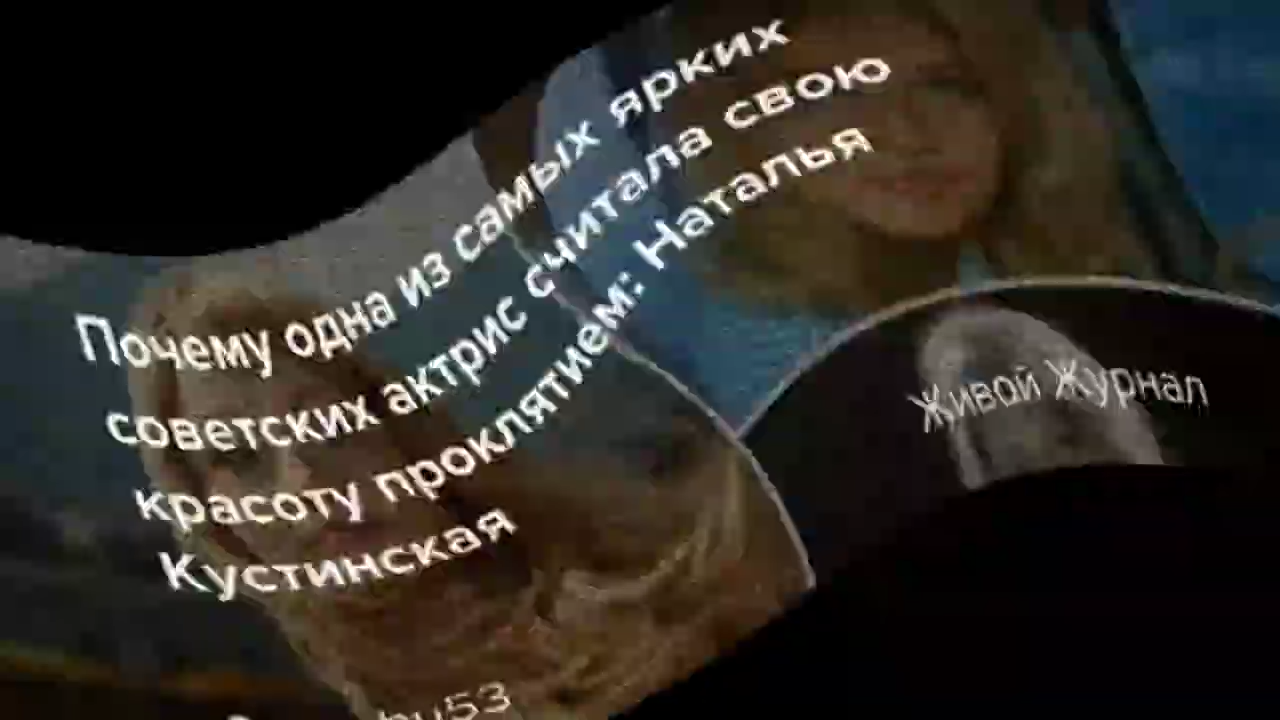 Почему одна из самых ярких
советских актрис считала свою
красоту проклятием: Наталья
Кустинская
Живой Журнал